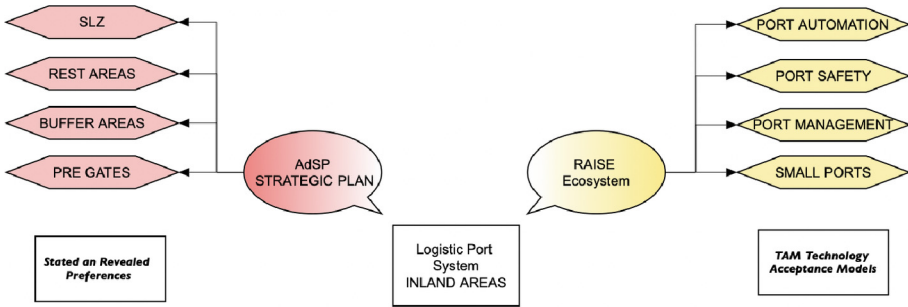 SLZ
REST AREAS
BUFFER AREAS
PRE GATES
AdSP
STRATEGIC PLAN
RAISE
Ecosystem
PORT AUTOMATION
PORT SAFETY
PORT MANAGEMENT
SMALL PORTS
Stated an Revealed
Preferences
Logistic Port
System
INLAND AREAS
TAM Technology
Acceptance Models